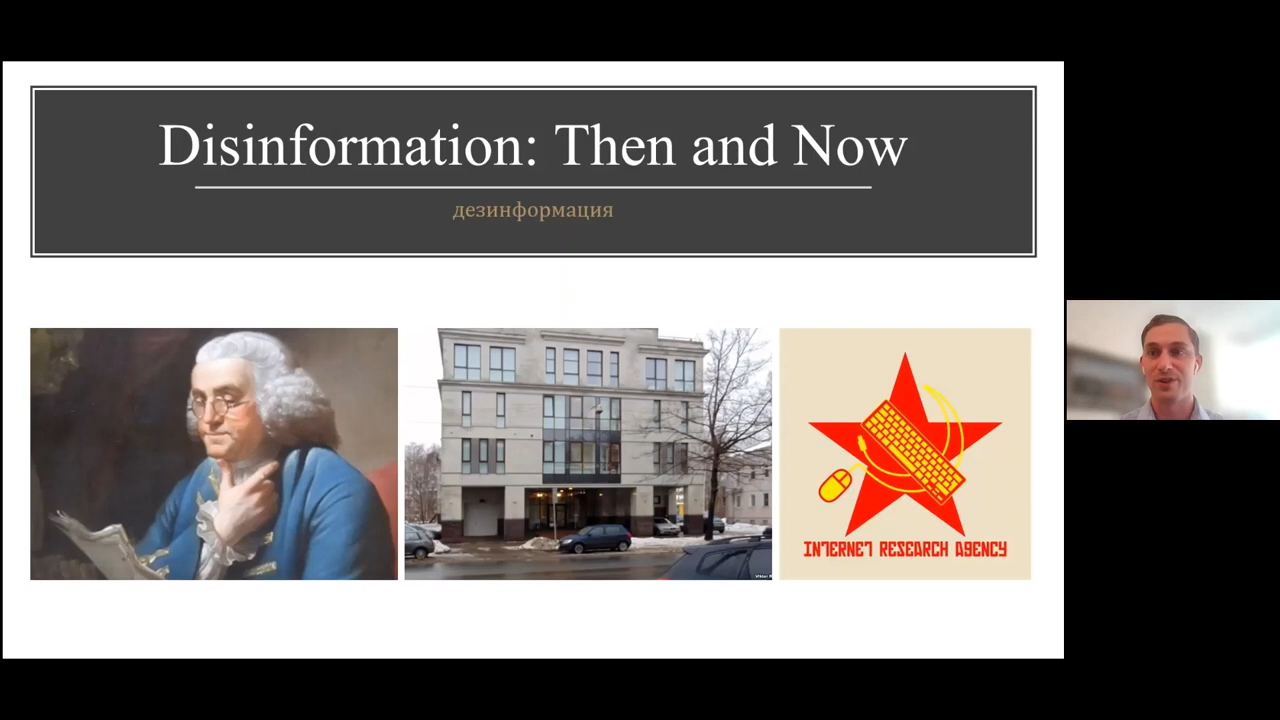 Disinformation: Then and Now
дезинформация
INTERNET RESEARCH AGENCY